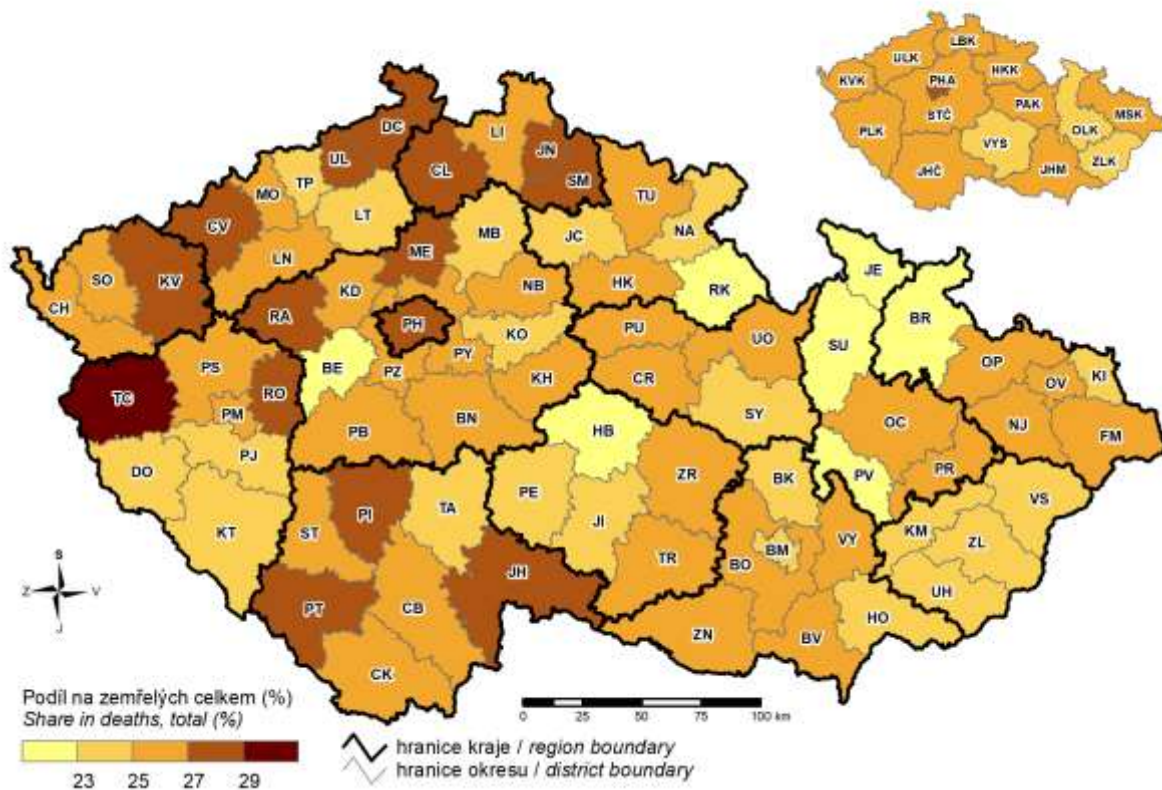 LBK
ULK
KVK
PHA
HKK
STČ
PAK
MSK
PLK
OLK
VYS
ZLK
JHČ
JHM
DC
LI
UL
JN
CL
SM
MO
TP
TU
CV
LT
MB
JC
NA
ME
LN
SO
KV
KD
NB
HK
JE
CH
RA
RK
PH
BR
KO
PU
UO
SU
PS
BE
PZ
PY
OP
KI
TC
RO
KH
CR
OV
PM
BN
SY
OC
NJ
FM
PB
HB
DO
PJ
PR
PV
BK
VS
PI
TA
PE
ZR
KT
ST
JI
KM
ZL
BM
VY
BO
TR
S
Z
V
J
JH
UH
PT
CB
HO
ZN
BV
CK
Podíl na zemřelých celkem (%)
Share in deaths, total (%)
23 25 27 29
0 25 50 75 100 km
hranice kraje / region boundary
hranice okresu / district boundary